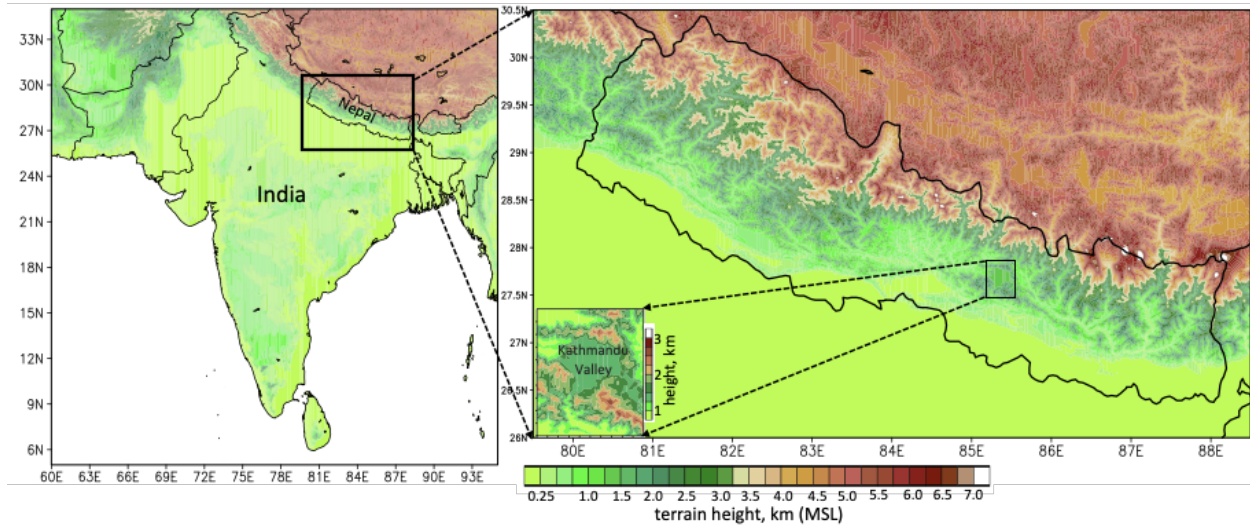 33N
30N
27N
24N
21N
18N
15N
12N
9N
6N
60E 63E 66E 69E 72E 75E 78E 81E 84E 87E 90E 93E
Nepal
India
30.5N
30N
29.5N
29N
28.5N
28N
27.5N
27N
26.5N
26N
80E 81E 82E 83E 84E 85E 86E 87E 88E
Kathmandu
Valley
3
2
1
height, km
0.25 1.0 1.5 2.0 2.5 3.0 3.5 4.0 4.5 5.0 5.5 6.0 6.5 7.0
terrain height, km (MSL)